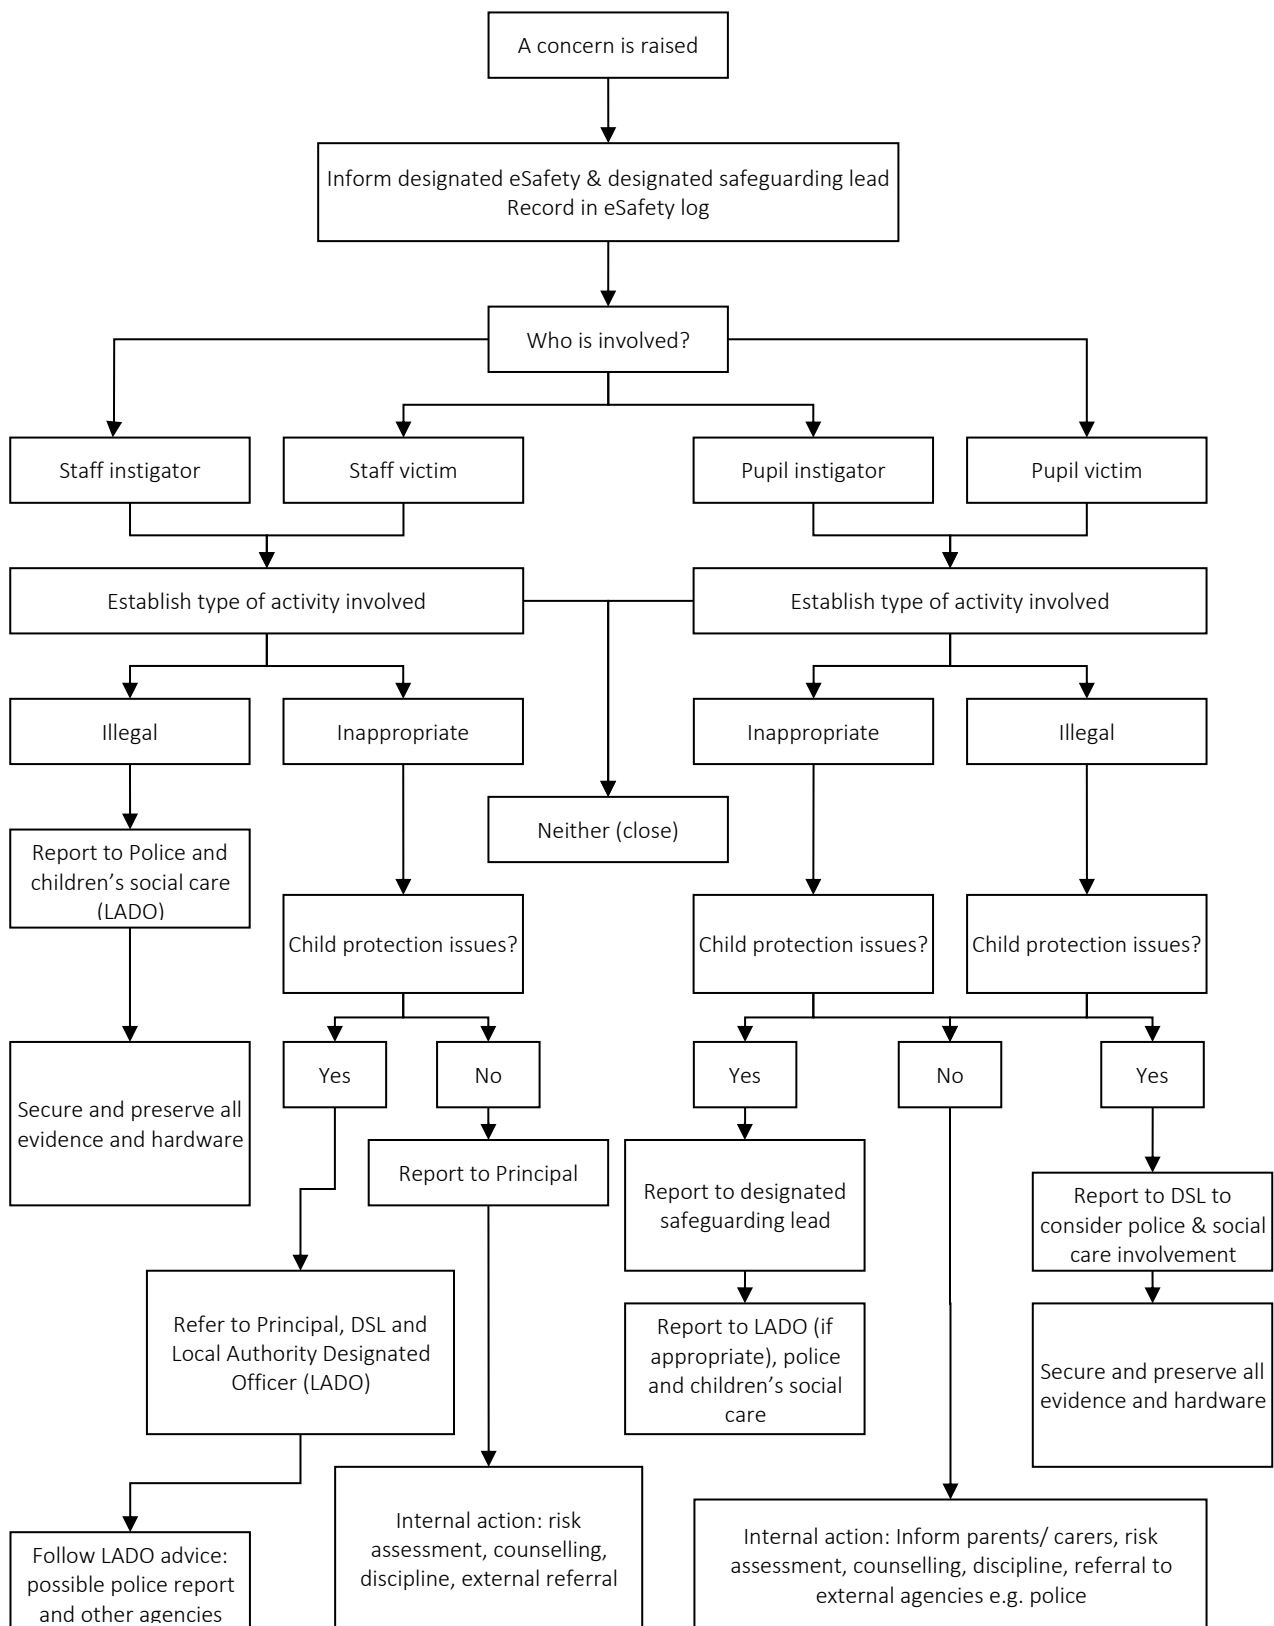 A concern is raised
Inform designated eSafety & designated safeguarding lead
Record in eSafety log
Who is involved?
Staff instigator
Staff victim
Pupil instigator
Pupil victim
Establish type of activity involved
Establish type of activity involved
Illegal
Inappropriate
Inappropriate
Illegal
Neither (close)
Report to Police and
children’s social care
(LADO)
Child protection issues?
Child protection issues?
Child protection issues?
Secure and preserve all
evidence and hardware
Yes
No
Yes
No
Yes
Report to Principal
Report to designated
safeguarding lead
Report to DSL to
consider police & social
care involvement
Refer to Principal, DSL and
Local Authority Designated
Officer (LADO)
Report to LADO (if
appropriate), police
and children’s social
care
Secure and preserve all
evidence and hardware
Follow LADO advice:
possible police report
and other agencies
Internal action: risk
assessment, counselling,
discipline, external referral
Internal action: Inform parents/ carers, risk
assessment, counselling, discipline, referral to
external agencies e.g. police